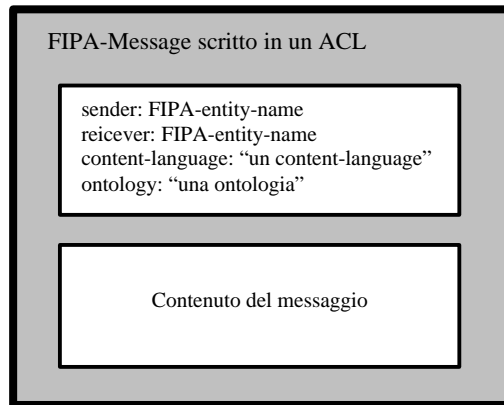 FIPA-Message scritto in un ACL
sender: FIPA-entity-name
reicever: FIPA-entity-name
content-language: “un content-language”
ontology: “una ontologia”
Contenuto del messaggio